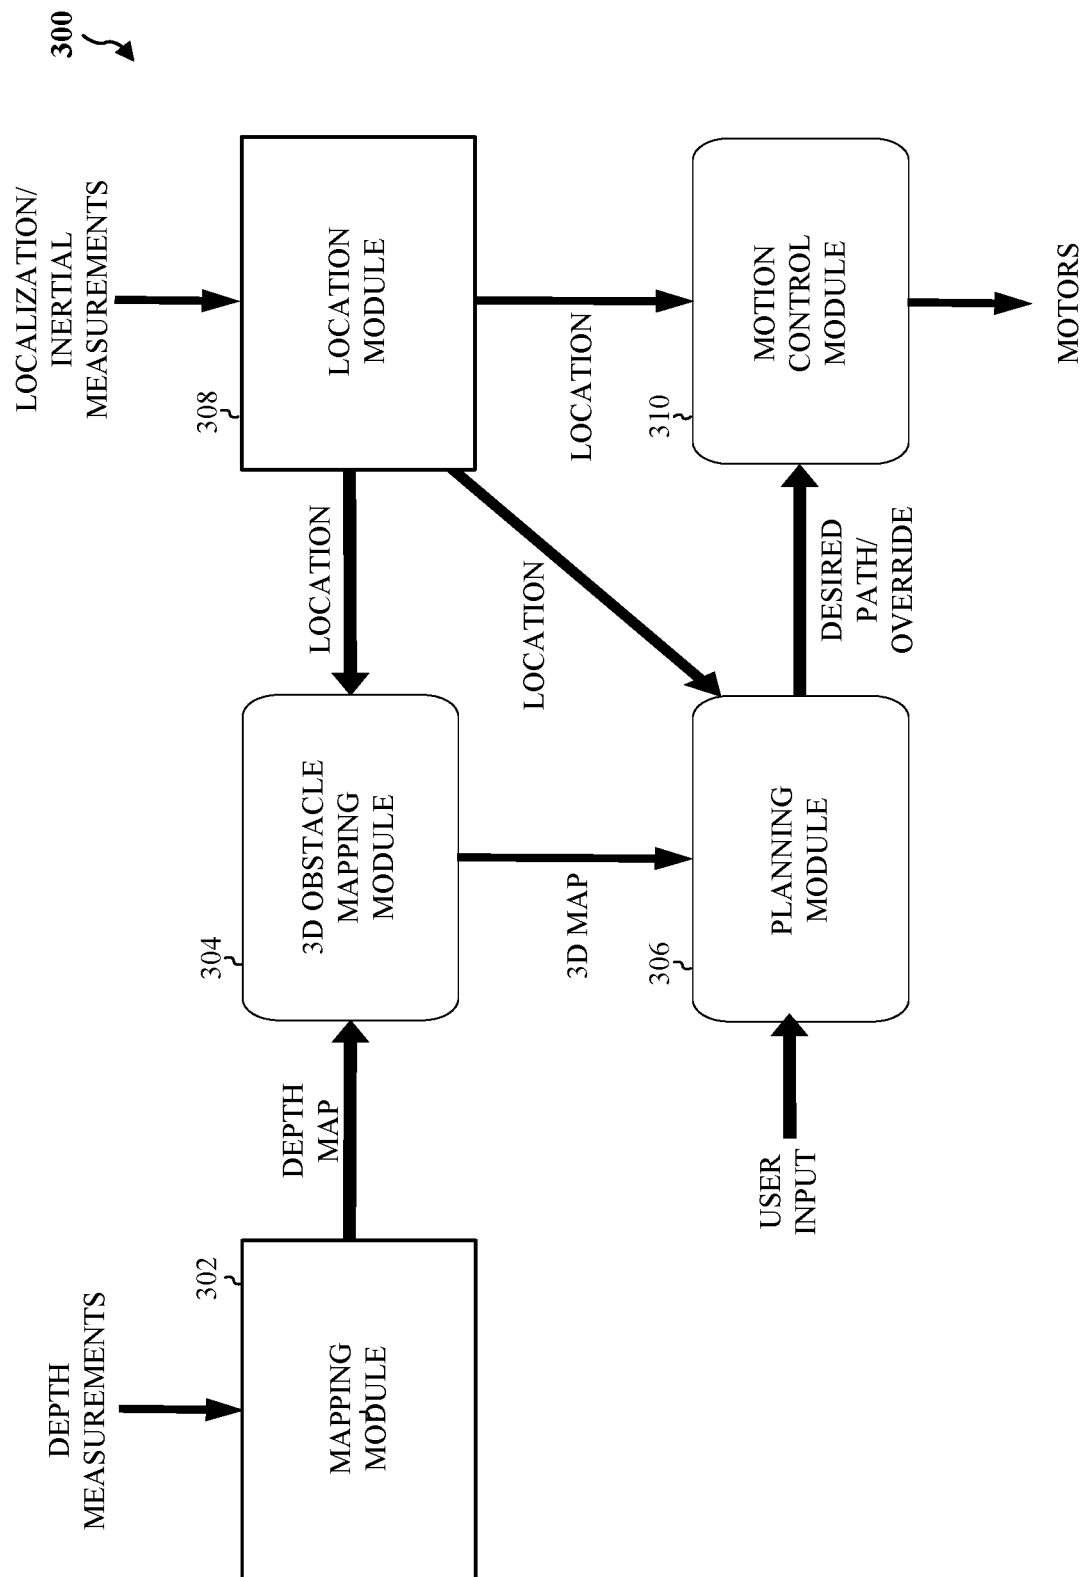 300
DEPTH
MEASUREMENTS
LOCALIZATION/
INERTIAL
MEASUREMENTS
302
MAPPING
MODULE
DEPTH
MAP
304
3D OBSTACLE
MAPPING
MODULE
LOCATION
308
LOCATION
MODULE
3D MAP
LOCATION
LOCATION
USER
INPUT
306
PLANNING
MODULE
DESIRED
PATH/
OVERRIDE
310
MOTION
CONTROL
MODULE
MOTORS